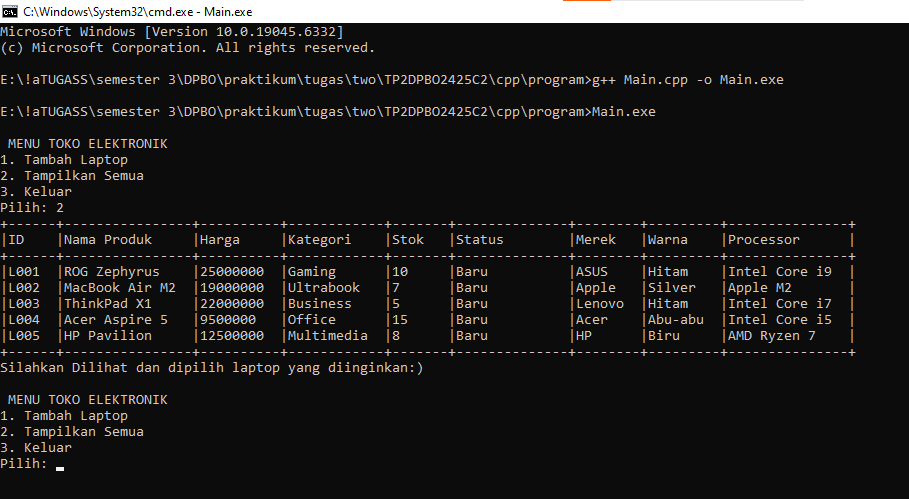 C:\Windows\System32\cmd.exe - Main.exe
Microsoft Windows [Version 10.0.19045.6332]
(c) Microsoft Corporation. All rights reserved.
E:\!aTUGASS\semester 3\DPBO\praktikum\tugas\two\TP2DPBO2425C2\cpp\program>g++ Main.cpp -o Main.exe
E:\!aTUGASS\semester 3\DPBO\praktikum\tugas\two\TP2DPBO2425C2\cpp\program>Main.exe
 MENU TOKO ELEKTRONIK
1. Tambah Laptop
2. Tampilkan Semua
3. Keluar
Pilih: 2
+------+---------------+---------+------------+-------+--------------+--------+---------+---------------+
|ID    |Nama Produk    |Harga    |Kategori    |Stok   |Status        |Merek   |Warna    |Processor      |
+------+---------------+---------+------------+-------+--------------+--------+---------+---------------+
|L001  |ROG Zephyrus   |25000000 |Gaming      |10     |Baru          |ASUS    |Hitam    |Intel Core i9  |
|L002  |MacBook Air M2 |19000000 |Ultrabook   |7      |Baru          |Apple   |Silver   |Apple M2       |
|L003  |ThinkPad X1    |22000000 |Business    |5      |Baru          |Lenovo  |Hitam    |Intel Core i7  |
|L004  |Acer Aspire 5  |9500000  |Office      |15     |Baru          |Acer    |Abu-abu  |Intel Core i5  |
|L005  |HP Pavilion    |12500000 |Multimedia  |8      |Baru          |HP      |Biru     |AMD Ryzen 7    |
+------+---------------+---------+------------+-------+--------------+--------+---------+---------------+
Silahkan Dilihat dan dipilih laptop yang diinginkan:)
 MENU TOKO ELEKTRONIK
1. Tambah Laptop
2. Tampilkan Semua
3. Keluar
Pilih: